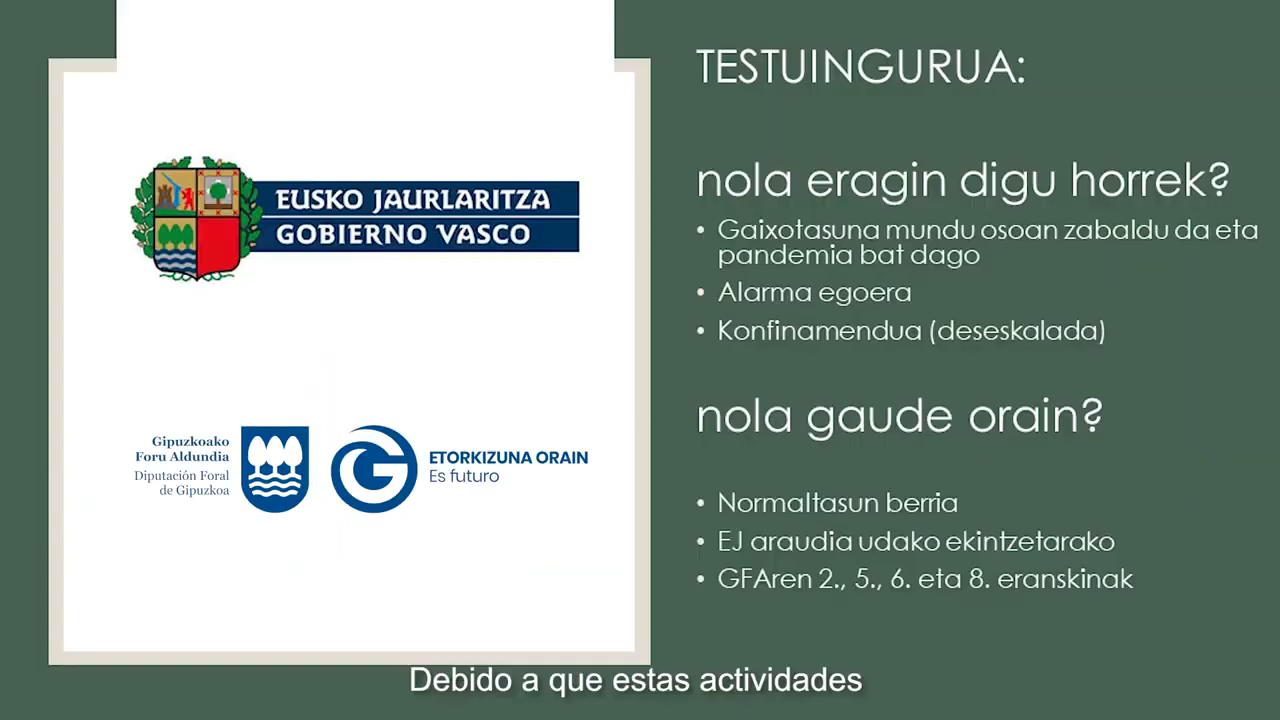 EUSKO JAURLARITZA
GOBIERNO VASCO
Gipuzkoako
Foru Aldundia
Diputación Foral
de Gipuzkoa
ETORKIZUNA ORAIN
Es futuro
TESTUINGURUA:
nola eragin digu horrek?
• Gaixotasuna mundu osoan zabaldu da eta
pandemia bat dago
• Alarma egoera
• Konfinamendua (deseskalada)
nola gaude orain?
• Normaltasun berria
• EJ araudia udako ekintzetarako
• GFAren 2., 5., 6. eta 8. eranskinak
Debido a que estas actividades